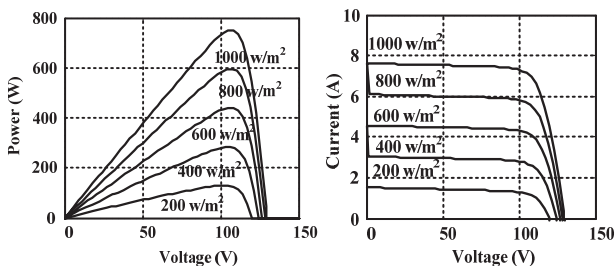 Power (W)
800
600
400
200
0
1000 w/m²
800 w/m²
600 w/m²
400 w/m²
200 w/m²
0
50
100
150
Voltage (V)
Current (A)
10
8
6
4
2
0
1000 w/m²
800 w/m²
600 w/m²
400 w/m²
200 w/m²
0
50
100
150
Voltage (V)